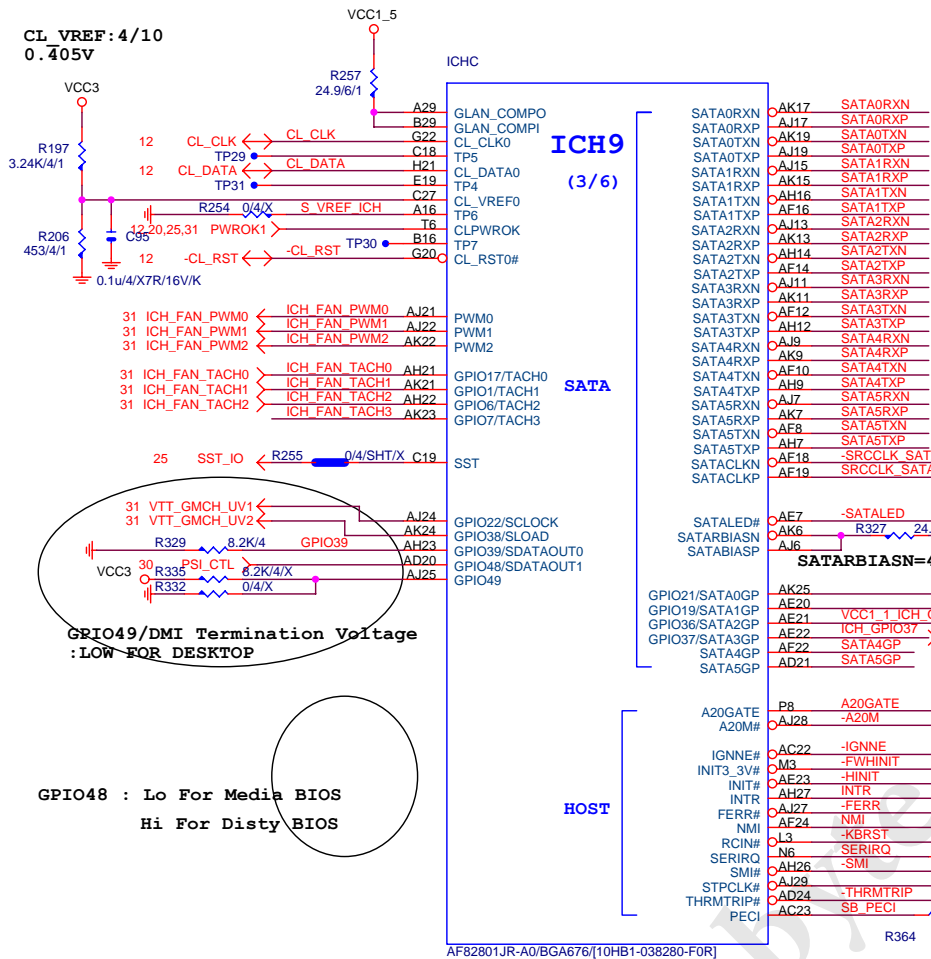 VCC1_5
CL_VREF:4/10
0.405V
ICHC
R257
24.9/6/1
VCC3
R197
3.24K/4/1
R206
453/4/1
C95
0.1u/4/X7R/16V/K
A29 GLAN_COMPO
B29 GLAN_COMPI
12 CL_CLK CL_CLK G22 CL_CLK0
TP29 C18 TP5
12 CL_DATA CL_DATA H21 CL_DATA0
TP31 E19 TP4
C27 CL_VREF0
R254 0/4/X S_VREF_ICH A16 TP6
12,20,25,31 PWROK1 T6 CLPWROK
TP30 B16 TP7
12 -CL_RST -CL_RST G20 CL_RST0#
31 ICH_FAN_PWM0 ICH_FAN_PWM0 AJ21 PWM0
31 ICH_FAN_PWM1 ICH_FAN_PWM1 AJ22 PWM1
31 ICH_FAN_PWM2 ICH_FAN_PWM2 AK22 PWM2
31 ICH_FAN_TACH0 ICH_FAN_TACH0 AH21 GPIO17/TACH0
31 ICH_FAN_TACH1 ICH_FAN_TACH1 AK21 GPIO1/TACH1
31 ICH_FAN_TACH2 ICH_FAN_TACH2 AH22 GPIO6/TACH2
ICH_FAN_TACH3 AK23 GPIO7/TACH3
25 SST_IO R255 0/4/SHT/X C19 SST
31 VTT_GMCH_UV1 AJ24 GPIO22/SCLOCK
31 VTT_GMCH_UV2 AK24 GPIO38/SLOAD
R329 8.2K/4 GPIO39 AH23 GPIO39/SDATAOUT0
30 PSI_CTL AD20 GPIO48/SDATAOUT1
VCC3 R335 8.2K/4/X AJ25 GPIO49
R332 0/4/X
GPIO49/DMI Termination Voltage
:LOW FOR DESKTOP
GPIO48 : Lo For Media BIOS
Hi For Disty BIOS
ICH9
(3/6)
SATA
HOST
SATA0RXN AK17 SATA0RXN
SATA0RXP AJ17 SATA0RXP
SATA0TXN AK19 SATA0TXN
SATA0TXP AJ19 SATA0TXP
SATA1RXN AJ15 SATA1RXN
SATA1RXP AK15 SATA1RXP
SATA1TXN AH16 SATA1TXN
SATA1TXP AF16 SATA1TXP
SATA2RXN AJ13 SATA2RXN
SATA2RXP AK13 SATA2RXP
SATA2TXN AH14 SATA2TXN
SATA2TXP AF14 SATA2TXP
SATA3RXN AJ11 SATA3RXN
SATA3RXP AK11 SATA3RXP
SATA3TXN AF12 SATA3TXN
SATA3TXP AH12 SATA3TXP
SATA4RXN AJ9 SATA4RXN
SATA4RXP AK9 SATA4RXP
SATA4TXN AF10 SATA4TXN
SATA4TXP AH9 SATA4TXP
SATA5RXN AJ7 SATA5RXN
SATA5RXP AK7 SATA5RXP
SATA5TXN AF8 SATA5TXN
SATA5TXP AH7 SATA5TXP
SATACLKN AF18 -SRCCLK_SAT
SATACLKP AF19 SRCCLK_SATA
SATALED# AE7 -SATALED
SATARBIASN AK6 R327 24.
SATABIASP AJ6
SATARBIASN=4
GPIO21/SATA0GP AK25
GPIO19/SATA1GP AE20
GPIO36/SATA2GP AE21 VCC1_1_ICH_
GPIO37/SATA3GP AE22 ICH_GPIO37
SATA4GP AF22 SATA4GP
SATA5GP AD21 SATA5GP
A20GATE P8 A20GATE
A20M# AJ28 -A20M
IGNNE# AC22 -IGNNE
INIT3_3V# M3 -FWHINIT
INIT# AE23 -HINIT
INTR AH27 INTR
FERR# AJ27 -FERR
NMI AF24 NMI
RCIN# L3 -KBRST
SERIRQ N6 SERIRQ
SMI# AH26 -SMI
STPCLK# AJ29
THRMTRIP# AD24 -THRMTRIP
PECI AC23 SB_PECI
R364
AF82801JR-A0/BGA676/[10HB1-038280-F0R]
byte